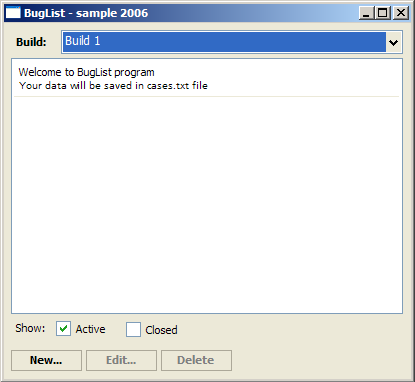 BugList - sample 2006
Build: Build 1
Welcome to BugList program
Your data will be saved in cases.txt file
Show: Active Closed
New... Edit... Delete